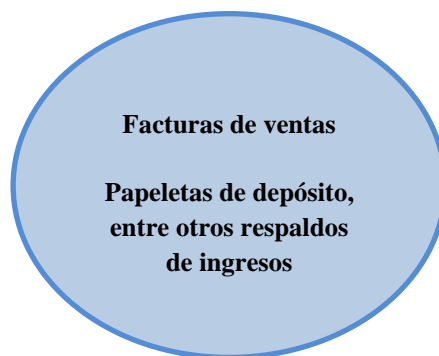 Facturas de ventas
Papeletas de depósito,
entre otros respaldos
de ingresos